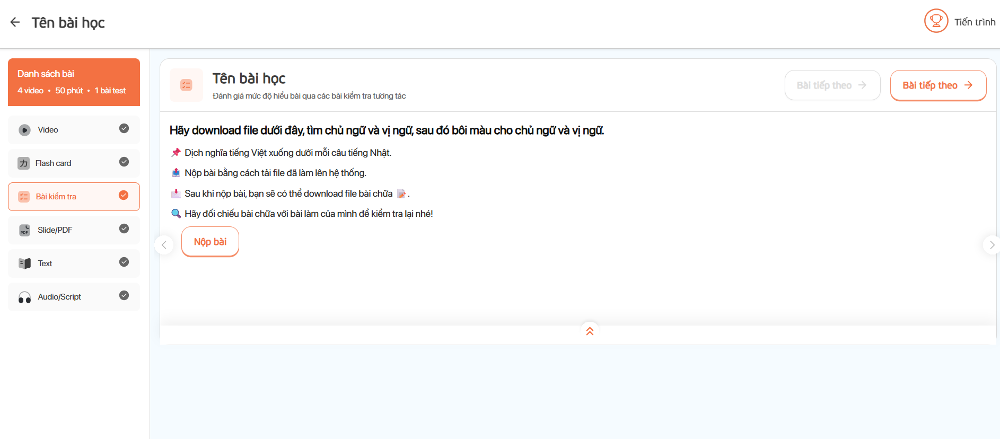 Tên bài học
Tiến trình
Danh sách bài
4 video • 50 phút • 1 bài test
Video
力 Flash card
Bài kiểm tra
PDF Slide/PDF
Text
Audio/Script
Tên bài học
Đánh giá mức độ hiểu bài qua các bài kiểm tra tương tác
Bài tiếp theo
Bài tiếp theo
Hãy download file dưới đây, tìm chủ ngữ và vị ngữ, sau đó bôi màu cho chủ ngữ và vị ngữ.
Dịch nghĩa tiếng Việt xuống dưới mỗi câu tiếng Nhật.
Nộp bài bằng cách tải file đã làm lên hệ thống.
Sau khi nộp bài, bạn sẽ có thể download file bài chữa 📝 .
Hãy đối chiếu bài chữa với bài làm của mình để kiểm tra lại nhé!
Nộp bài